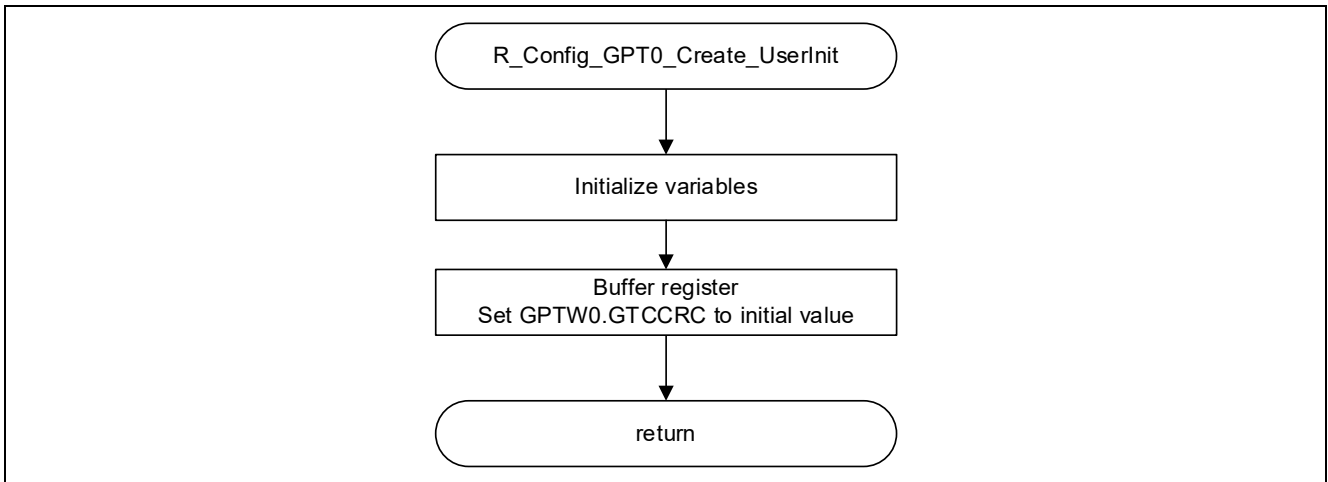 R_Config_GPT0_Create_UserInit
Initialize variables
Buffer register
Set GPTW0.GTCCRC to initial value
return